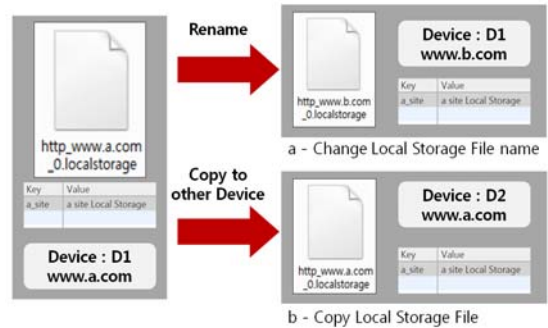 http_www.a.com
_0.localstorage
Key Value
a_site a site Local Storage
Device : D1
www.a.com
Rename
Copy to
other Device
http_www.b.com
_0.localstorage
Device : D1
www.b.com
Key Value
a_site a site Local Storage
a - Change Local Storage File name
http_www.a.com
_0.localstorage
Device : D2
www.a.com
Key Value
a_site a site Local Storage
b - Copy Local Storage File